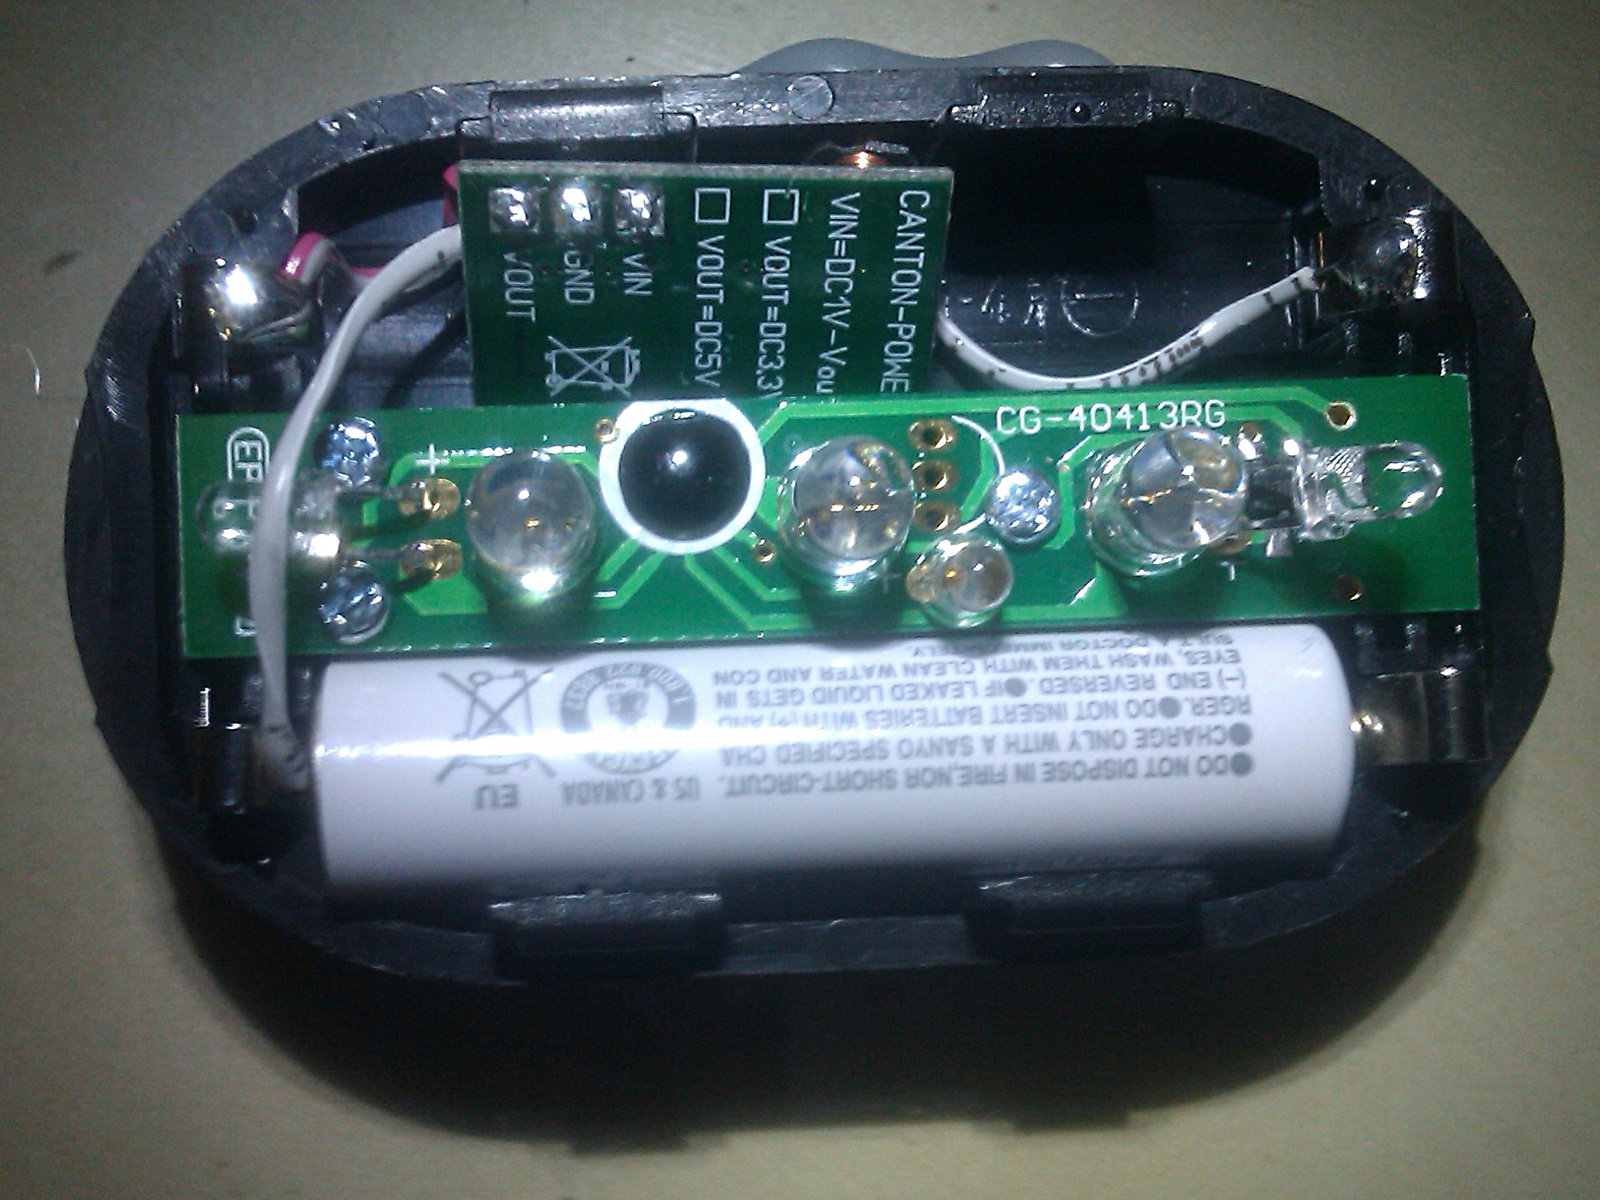 CANTON-POWE
VIN=DC1V-Vou
VOUT=DC3.3V
VOUT=DC5V
VIN
GND
VOUT
CG-40413RG
+
+
●DO NOT DISPOSE IN FIRE,NOR SHORT-CIRCUIT.
●CHARGE ONLY WITH A SANYO SPECIFIED CHA
RGER.●DO NOT INSERT BATTERIES WITH (+) AND
(-) END REVERSED.●IF LEAKED LIQUID GETS IN
EYES, WASH THEM WITH CLEAN WATER AND CON
SULT A DOCTOR IMMEDIATELY.
US & CANADA
EU